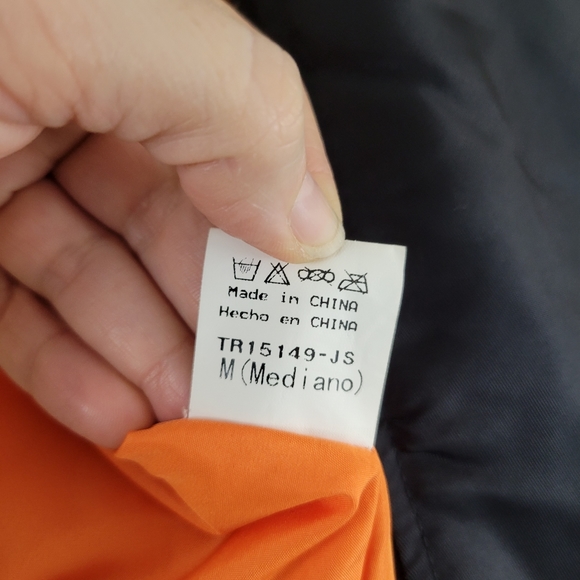 Made in CHINA
Hecho en CHINA
TR15149-JS
M(Mediano)